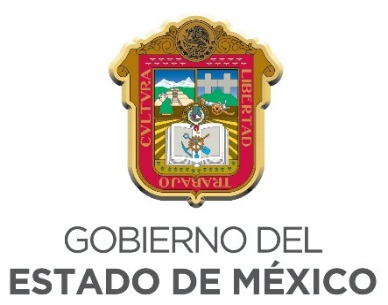 CVLTVRA
LIBERTAD
TRABAJO
GOBIERNO DEL
ESTADO DE MÉXICO